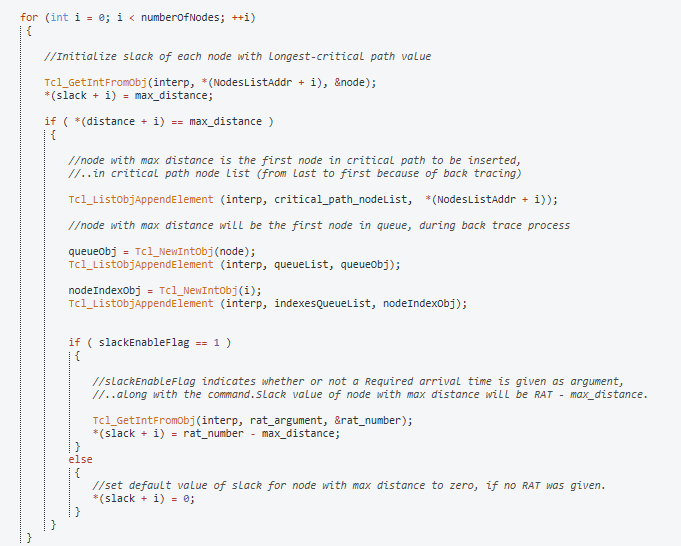 for (int i = 0; i < numberOfNodes; ++i)
{
//Initialize slack of each node with longest-critical path value
Tcl_GetIntFromObj(interp, *(NodesListAddr + i), &node);
*(slack + i) = max_distance;
if ( *(distance + i) == max_distance )
{
//node with max distance is the first node in critical path to be inserted,
//..in critical path node list (from last to first because of back tracing)
Tcl_ListObjAppendElement (interp, critical_path_nodeList,  *(NodesListAddr + i));
//node with max distance will be the first node in queue, during back trace process
queueObj = Tcl_NewIntObj(node);
Tcl_ListObjAppendElement (interp, queueList, queueObj);
nodeIndexObj = Tcl_NewIntObj(i);
Tcl_ListObjAppendElement (interp, indexesQueueList, nodeIndexObj);
if ( slackEnableFlag == 1 )
{
//slackEnableFlag indicates whether or not a Required arrival time is given as argument,
//..along with the command.Slack value of node with max distance will be RAT - max_distance.
Tcl_GetIntFromObj(interp, rat_argument, &rat_number);
*(slack + i) = rat_number - max_distance;
}
else
{
//set default value of slack for node with max distance to zero, if no RAT was given.
*(slack + i) = 0;
}
}
}